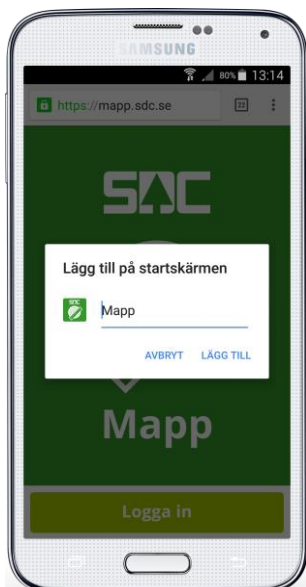 SAMSUNG
80% 13:14
https://mapp.sdc.se 22
SDC
Lägg till på startskärmen
SDC
Mapp
AVBRYT LÄGG TILL
Mapp
Logga in